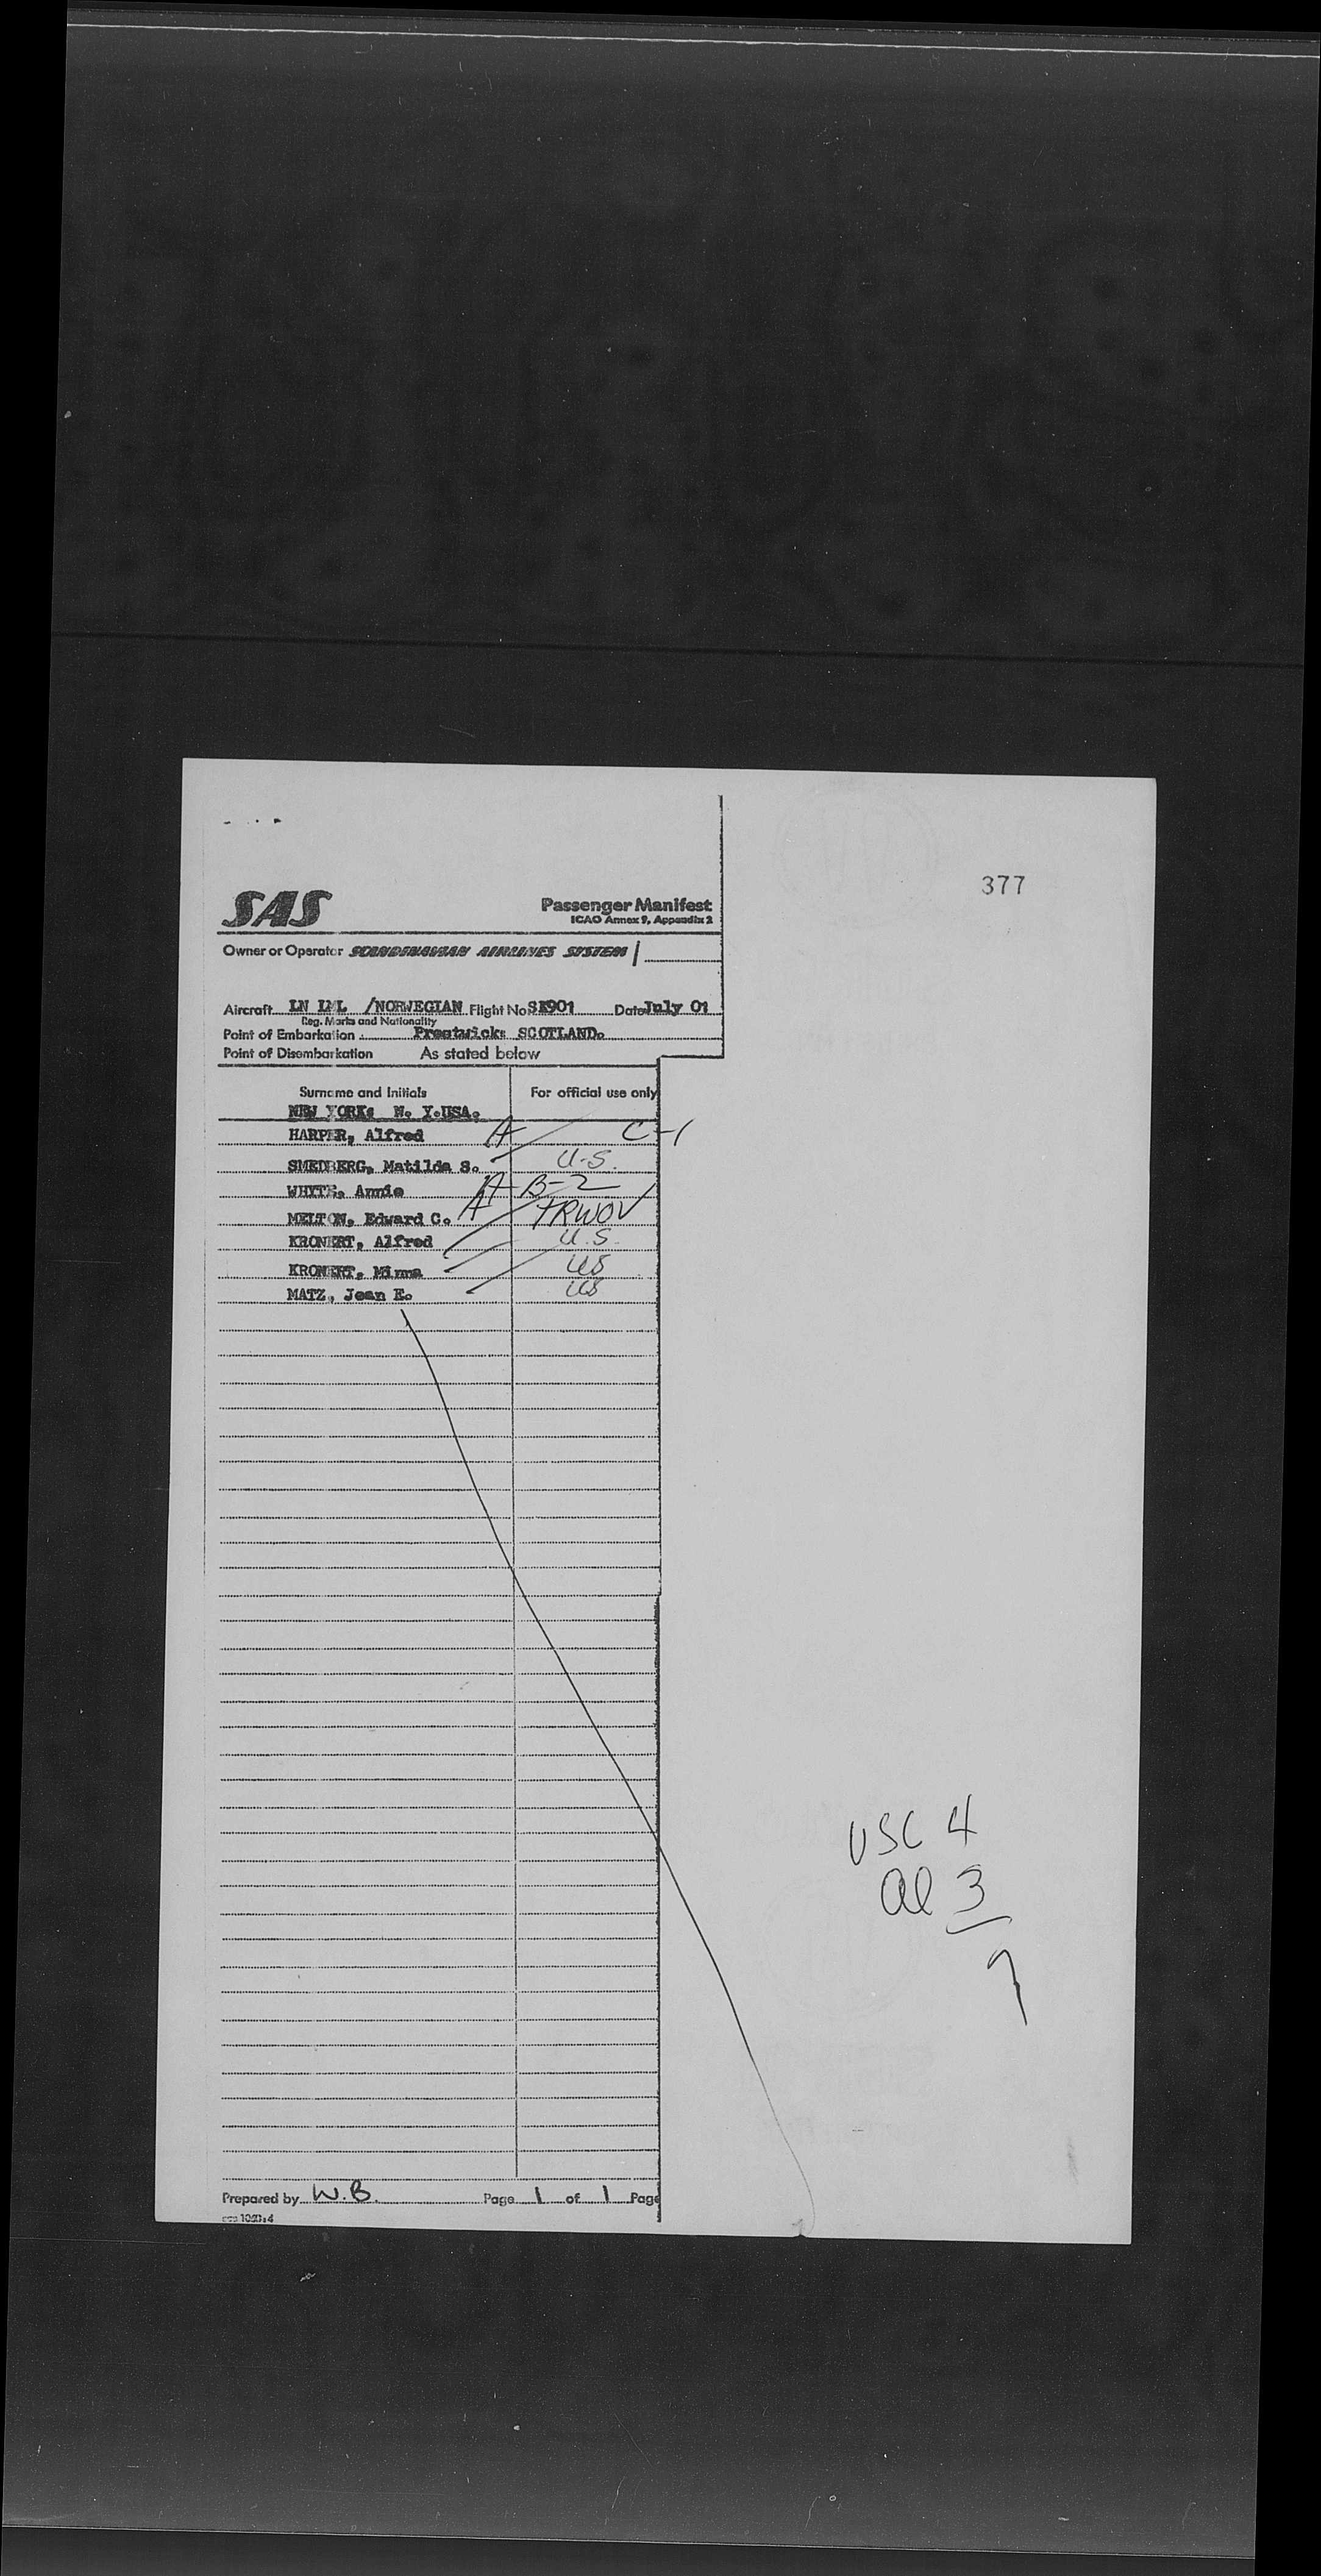 377
SAS
Passenger Manifest
ICAO Annex 9, Appendix 2
Owner or Operator SCANDINAVIAN AIRLINES SYSTEM
Aircraft LN LML /NORWEGIAN Flight No SK901 Date July 01
Reg. Marks and Nationality
Point of Embarkation Prestwick: SCOTLAND.
Point of Disembarkation As stated below
Surname and Initials For official use only
NEW YORK: N. Y.USA.
HARPER, Alfred A C-1
SMEDBERG, Matilda S. U.S.
WHYTE, Annie A B-2
MELTON, Edward C. A TRWOV
KRONERT, Alfred U.S.
KRONERT, Minna US
MATZ, Jean E. US
USC 4
al 3
7
Prepared by W.B. Page 1 of 1 Page